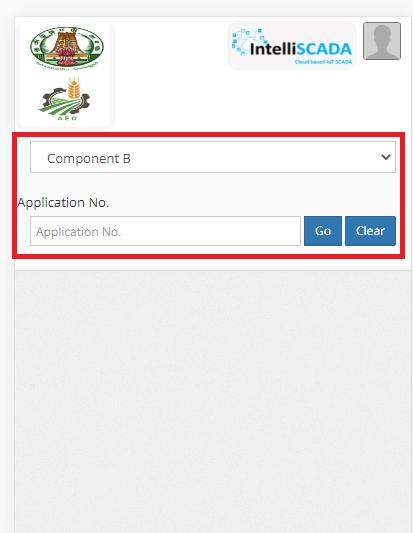 IntelliSCADA
Cloud based IoT SCADA
AED
Component B
Application No.
Application No.
Go
Clear